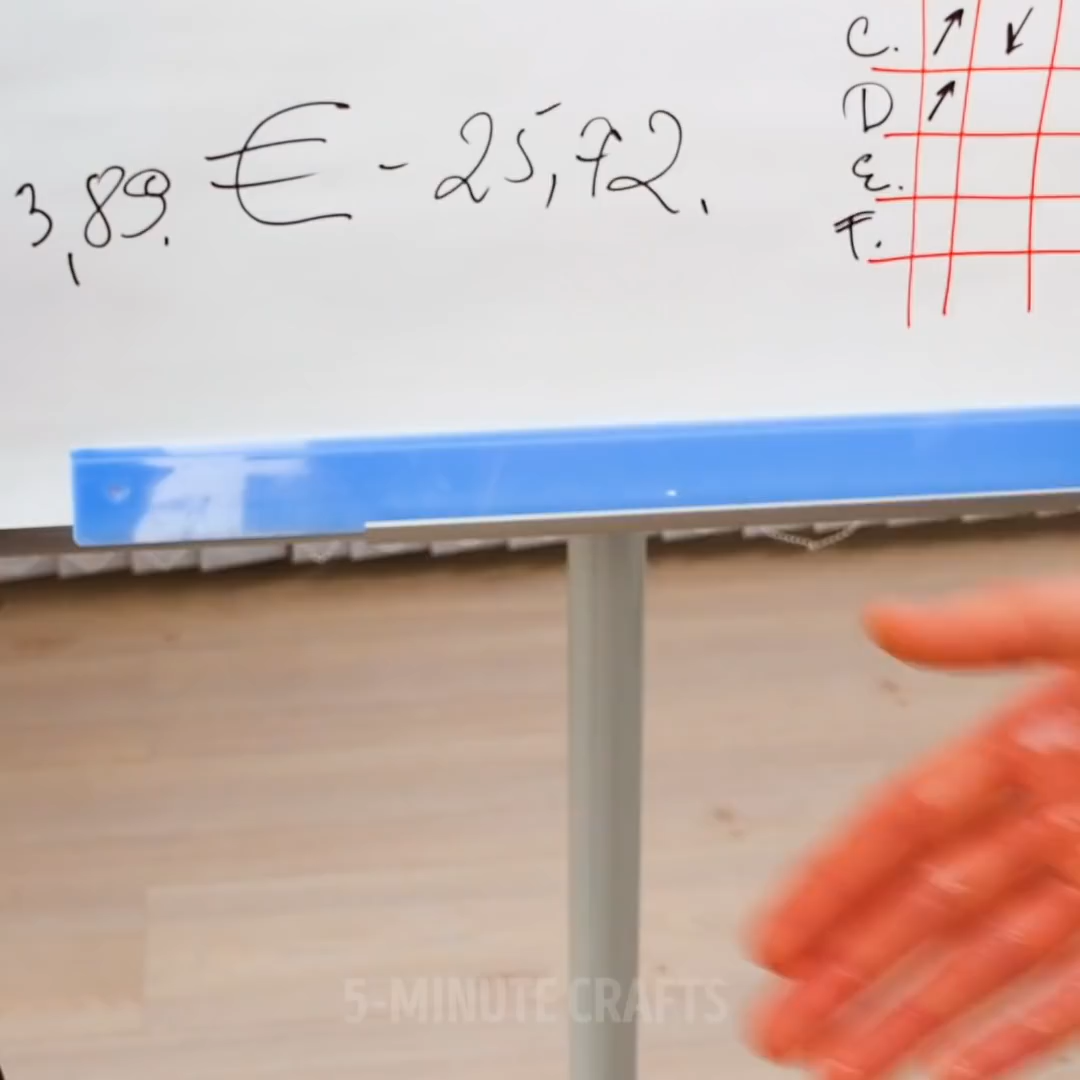 3,89. € - 25,72.
C. ↗ ↙
D ↗
E.
F.
5-MINUTE CRAFTS